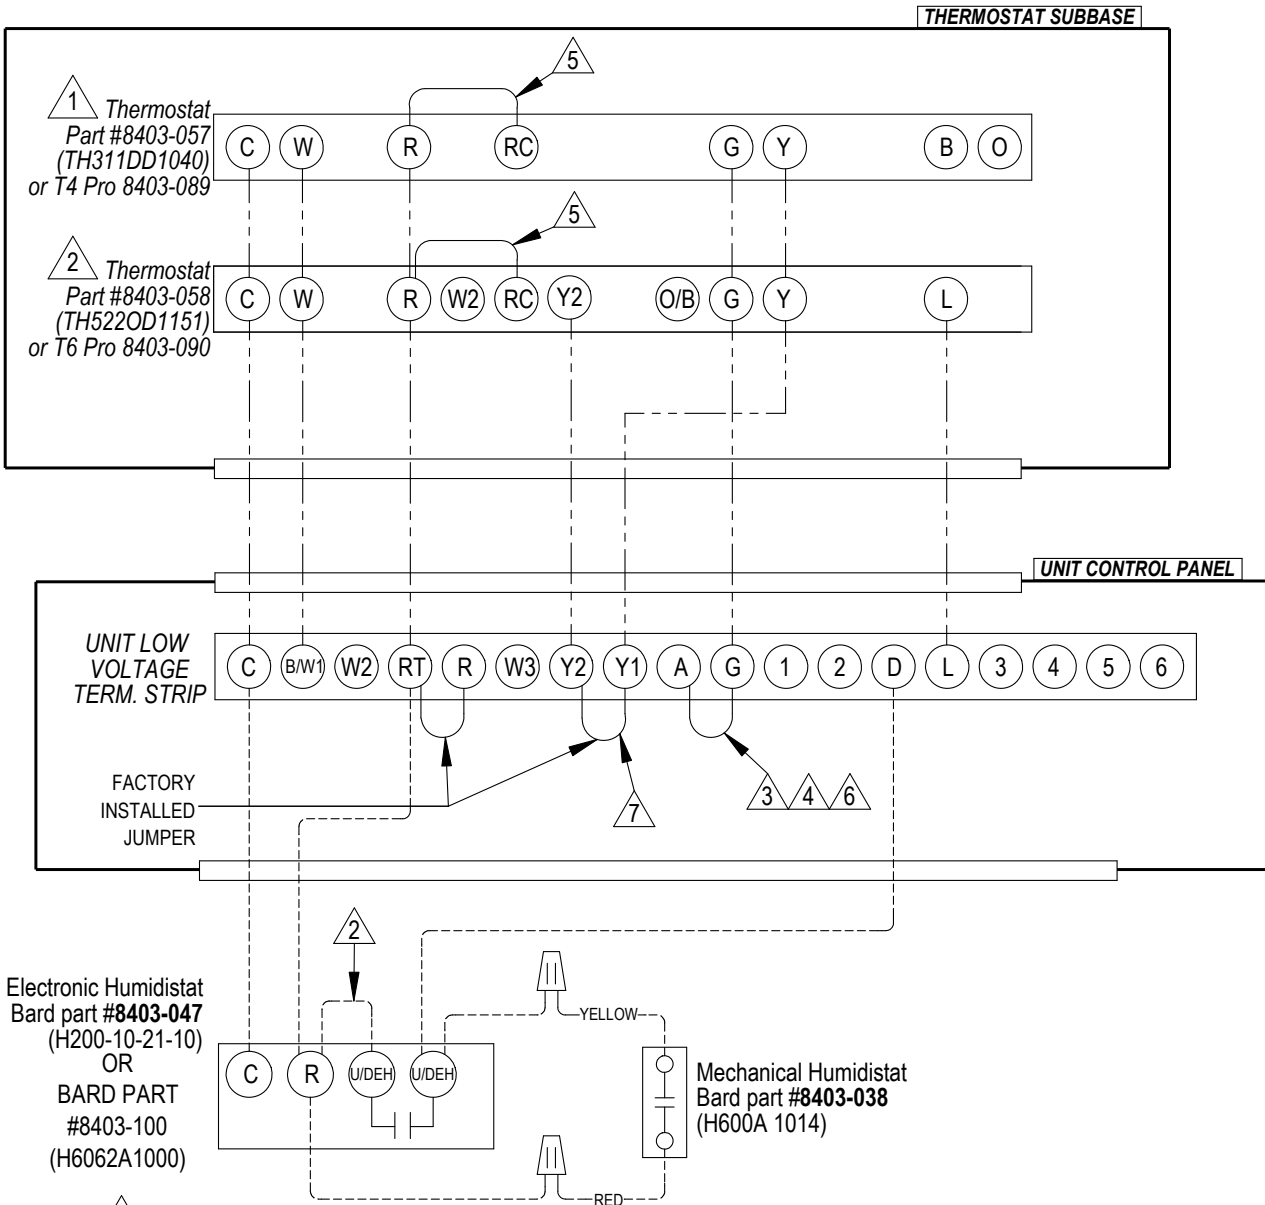 THERMOSTAT SUBBASE
5
1 Thermostat
Part #8403-057
(TH311DD1040)
or T4 Pro 8403-089
C W R RC G Y B O
5
2 Thermostat
Part #8403-058
(TH522OD1151)
or T6 Pro 8403-090
C W R W2 RC Y2 O/B G Y L
UNIT CONTROL PANEL
UNIT LOW
VOLTAGE
TERM. STRIP
C B/W1 W2 RT R W3 Y2 Y1 A G 1 2 D L 3 4 5 6
FACTORY
INSTALLED
JUMPER
7
3 4 6
2
Electronic Humidistat
Bard part #8403-047
(H200-10-21-10)
OR
BARD PART
#8403-100
(H6062A1000)
C R U/DEH U/DEH
YELLOW
Mechanical Humidistat
Bard part #8403-038
(H600A 1014)
RED